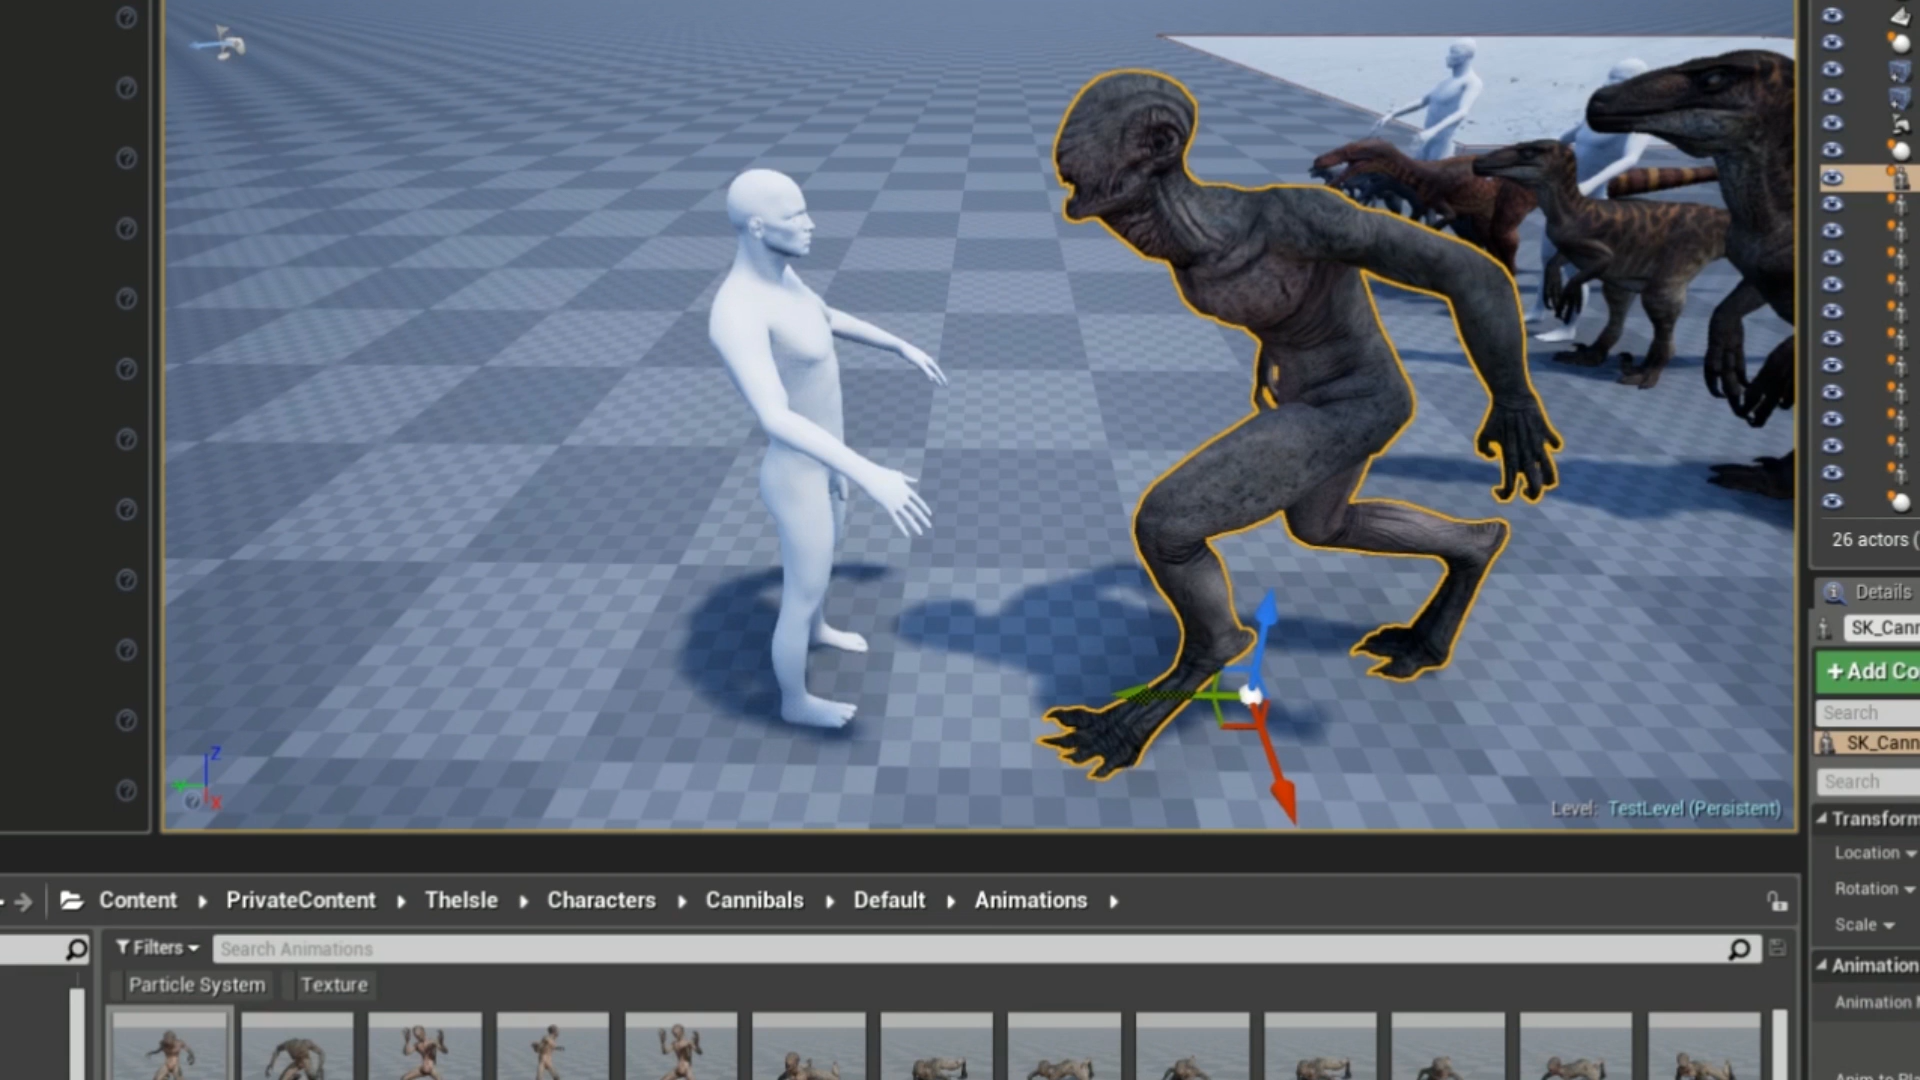 Z
X
Level: TestLevel (Persistent)
26 actors (
Details
SK_Cann
+Add Co
Search
SK_Cann
Search
Transform
Location
Rotation
Scale
Animation
Animation
Content PrivateContent TheIsle Characters Cannibals Default Animations
Filters Search Animations
Particle System Texture